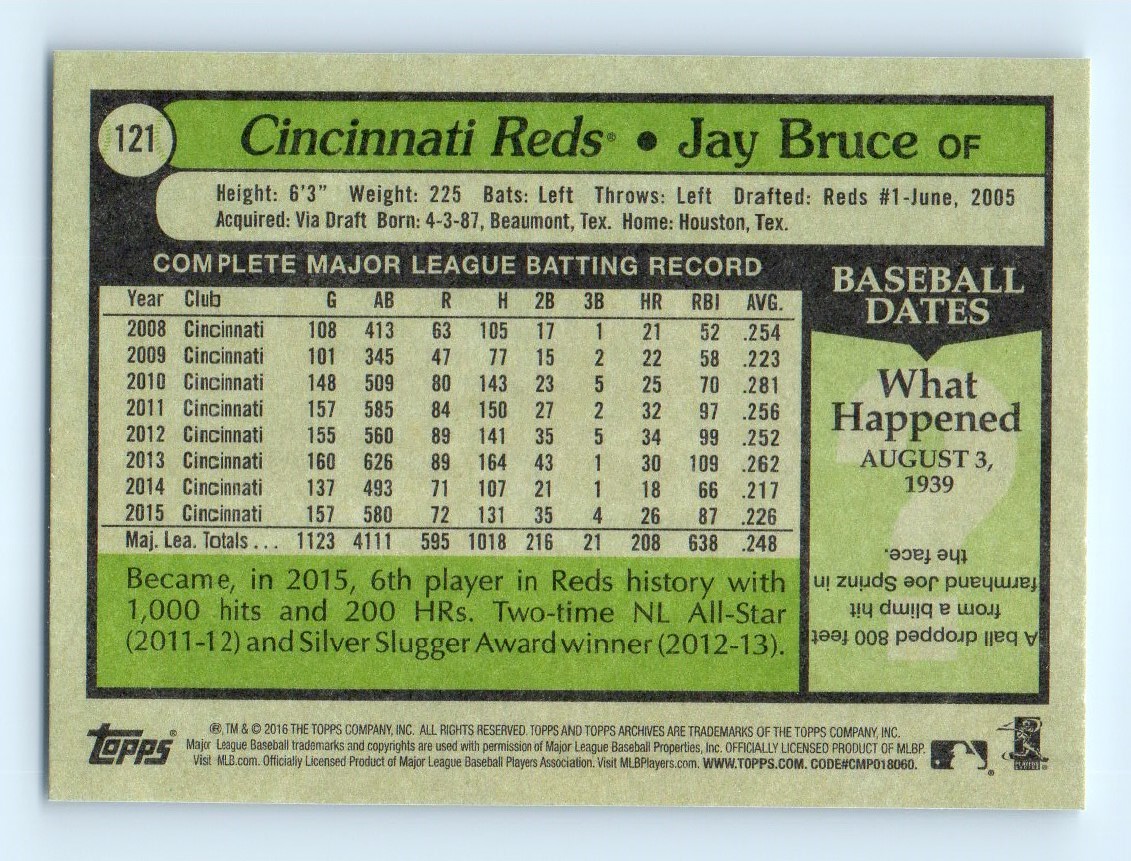 121
Cincinnati Reds® • Jay Bruce OF
Height: 6'3" Weight: 225 Bats: Left Throws: Left Drafted: Reds #1-June, 2005
Acquired: Via Draft Born: 4-3-87, Beaumont, Tex. Home: Houston, Tex.
COMPLETE MAJOR LEAGUE BATTING RECORD
Year Club G AB R H 2B 3B HR RBI AVG.
2008 Cincinnati 108 413 63 105 17 1 21 52 .254
2009 Cincinnati 101 345 47 77 15 2 22 58 .223
2010 Cincinnati 148 509 80 143 23 5 25 70 .281
2011 Cincinnati 157 585 84 150 27 2 32 97 .256
2012 Cincinnati 155 560 89 141 35 5 34 99 .252
2013 Cincinnati 160 626 89 164 43 1 30 109 .262
2014 Cincinnati 137 493 71 107 21 1 18 66 .217
2015 Cincinnati 157 580 72 131 35 4 26 87 .226
Maj. Lea. Totals . . . 1123 4111 595 1018 216 21 208 638 .248
Became, in 2015, 6th player in Reds history with
1,000 hits and 200 HRs. Two-time NL All-Star
(2011-12) and Silver Slugger Award winner (2012-13).
BASEBALL
DATES
What
Happened
AUGUST 3,
1939
?
A ball dropped 800 feet
from a blimp hit
farmhand Joe Sprinz in
the face.
topps®
®, TM & © 2016 THE TOPPS COMPANY, INC. ALL RIGHTS RESERVED. TOPPS AND TOPPS ARCHIVES ARE TRADEMARKS OF THE TOPPS COMPANY, INC.
Major League Baseball trademarks and copyrights are used with permission of Major League Baseball Properties, Inc. OFFICIALLY LICENSED PRODUCT OF MLBP.
Visit MLB.com. Officially Licensed Product of Major League Baseball Players Association. Visit MLBPlayers.com. WWW.TOPPS.COM. CODE#CMP018060.